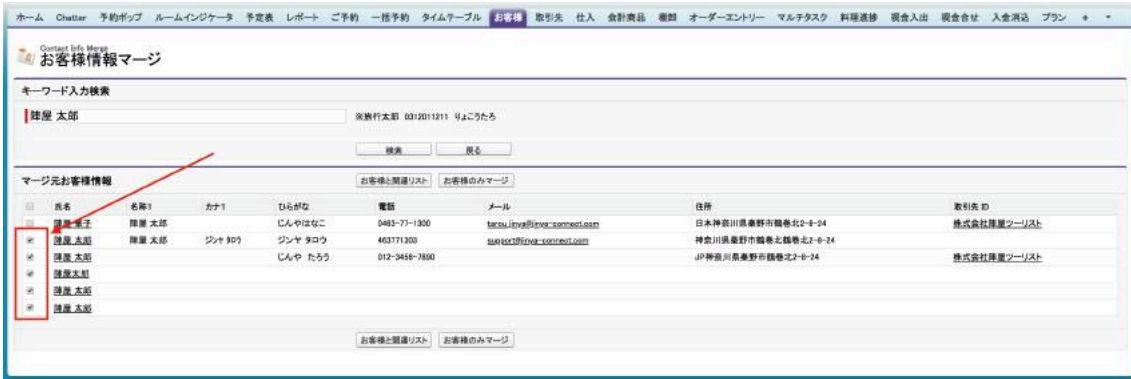 ホーム Chatter 予約ポップ ルームインジケータ 予定表 レポート ご予約 一括予約 タイムテーブル お客様 取引先 仕入 会計商品 棚卸 オーダーエントリー マルチタスク 料理進捗 現金入出 現金合せ 入金消込 プラン +
Contact Info Merge
お客様情報マージ
キーワード入力検索
陣屋 太郎 ※旅行太郎 0312011211 りょこうたろ
検索 戻る
マージ元お客様情報 お客様と関連リスト お客様のみマージ
氏名 名称1 カナ1 ひらがな 電話 メール 住所 取引先 ID
陣屋 華子 陣屋 太郎 じんやはなこ 0463-77-1300 tarou.jinya@jinya-connect.com 日本神奈川県秦野市鶴巻北2-8-24 株式会社陣屋ツーリスト
陣屋 太郎 陣屋 太郎 ジンヤ タロウ ジンヤ タロウ 463771300 support@jinya-connect.com 神奈川県秦野市鶴巻北鶴巻北2-8-24
陣屋 太郎 じんや たろう 012-3456-7890 JP神奈川県秦野市鶴巻北2-8-24 株式会社陣屋ツーリスト
陣屋太郎
陣屋 太郎
陣屋 太郎
お客様と関連リスト お客様のみマージ